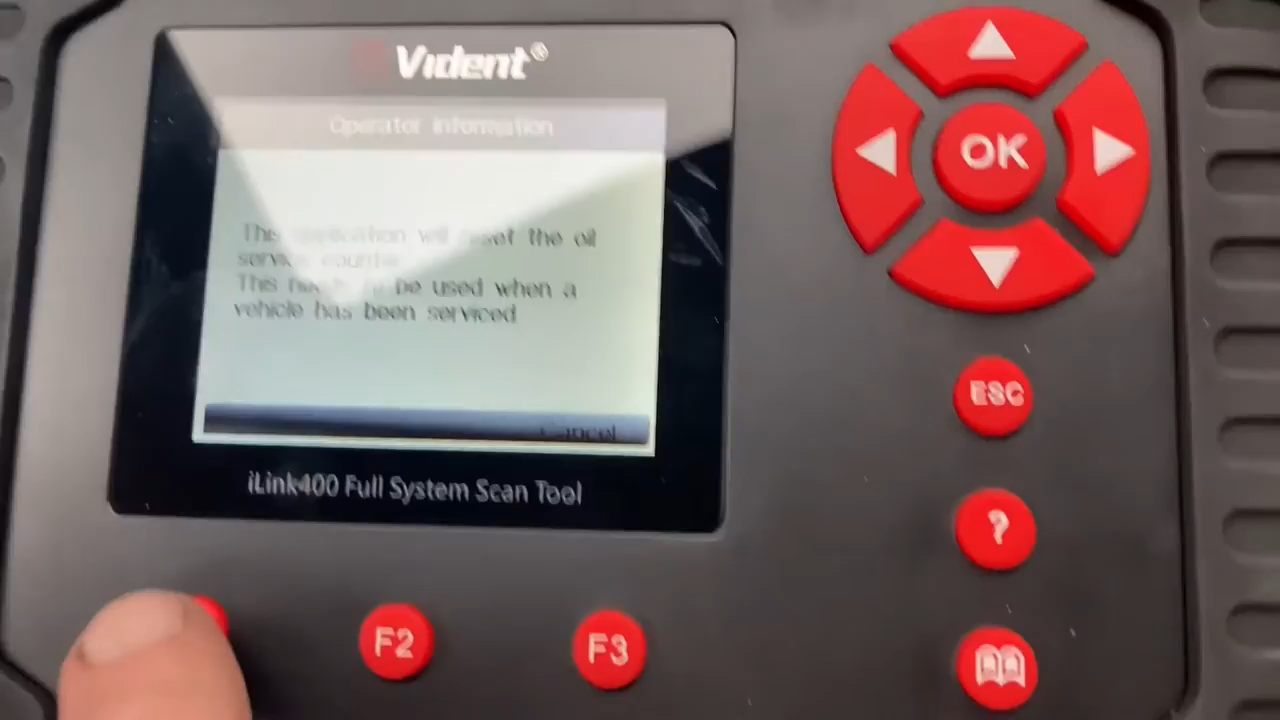 Vident®
Operator Information
This application will reset the oil
service counter
This has to be used when a
vehicle has been serviced
Cancel
iLink400 Full System Scan Tool
OK
ESC
?
F2
F3